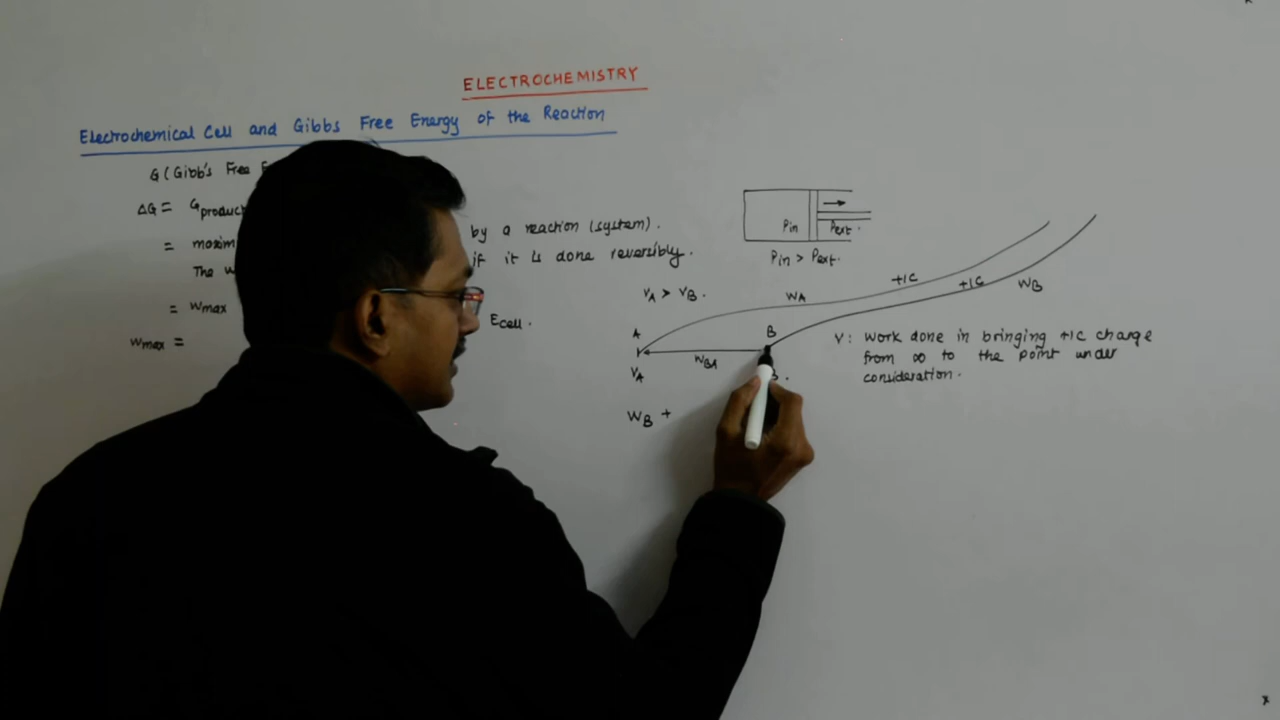 ELECTROCHEMISTRY
Electrochemical Cell and Gibbs Free Energy of the Reaction
G (Gibb's Free
ΔG = Gproduct
by a reaction (system).
= maxim
if it is done reversibly.
The w
= wmax
Ecell.
wmax =
Pin Pext.
Pin > Pext.
VA > VB.
A
VA
WA
+1C
+1C
WB
B
WBA
V: Work done in bringing +1C charge
from ∞ to the point under
consideration.
WB +